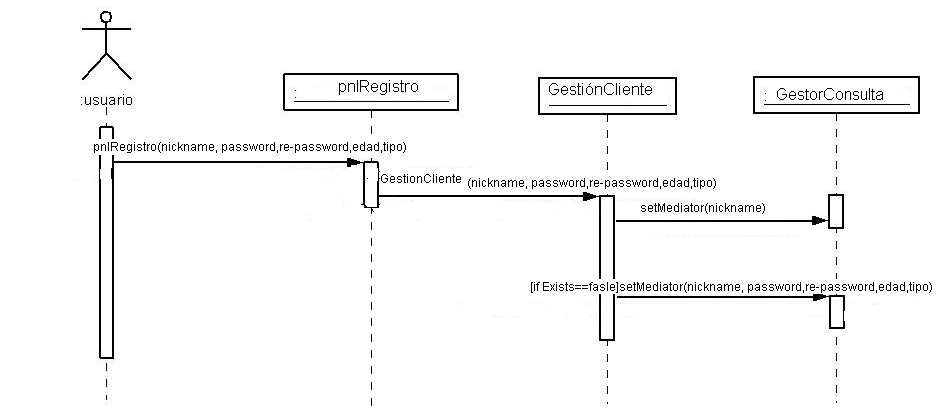 :usuario
: pnlRegistro
GestiónCliente
: GestorConsulta
pnlRegistro(nickname, password,re-password,edad,tipo)
GestionCliente (nickname, password,re-password,edad,tipo)
setMediator(nickname)
[if Exists==fasle]setMediator(nickname, password,re-password,edad,tipo)